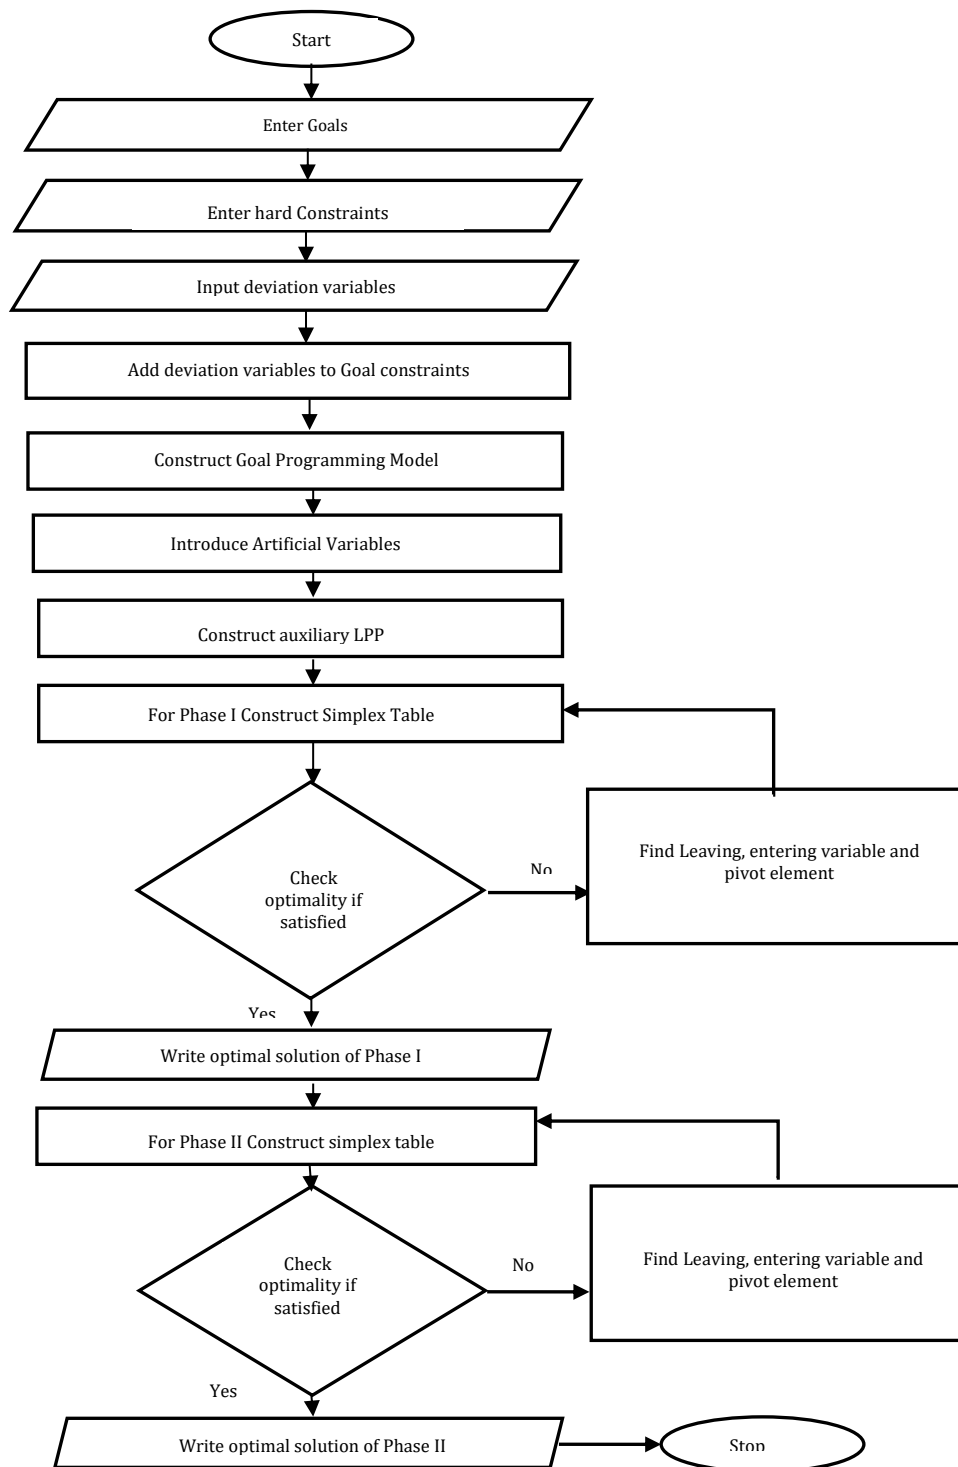 Start
Enter Goals
Enter hard Constraints
Input deviation variables
Add deviation variables to Goal constraints
Construct Goal Programming Model
Introduce Artificial Variables
Construct auxiliary LPP
For Phase I Construct Simplex Table
Check
optimality if
satisfied
No
Find Leaving, entering variable and
pivot element
Yes
Write optimal solution of Phase I
For Phase II Construct simplex table
Check
optimality if
satisfied
No
Find Leaving, entering variable and
pivot element
Yes
Write optimal solution of Phase II
Stop